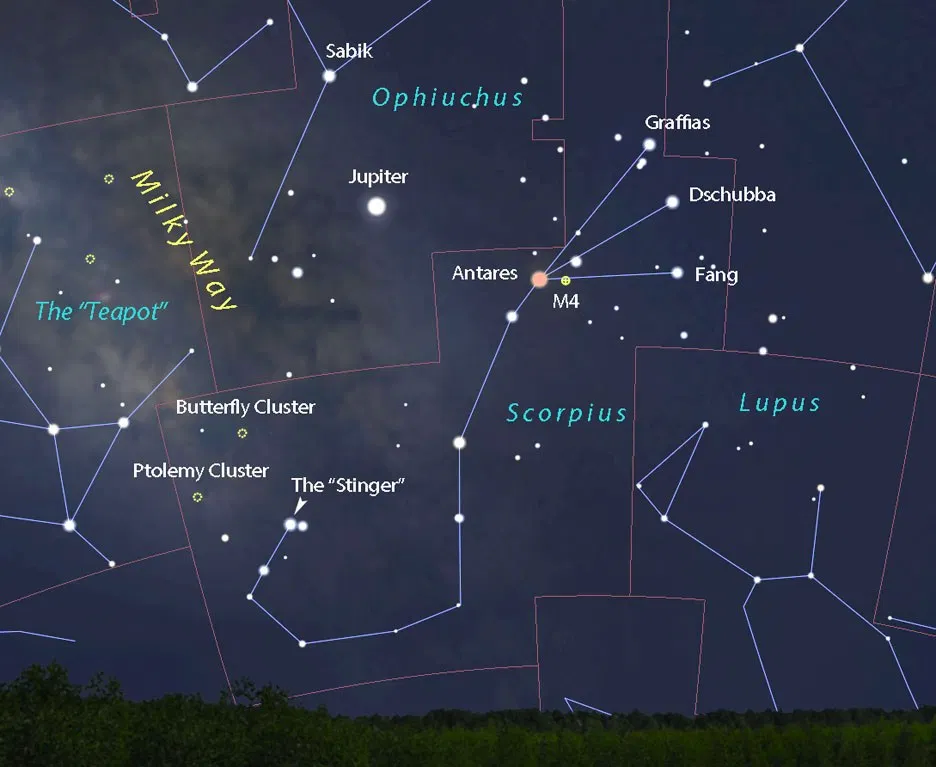 Sabik
Ophiuchus
Graffias
Jupiter
Milky Way
Dschubba
Antares
Fang
M4
The “Teapot”
Butterfly Cluster
Scorpius
Lupus
Ptolemy Cluster
The “Stinger”